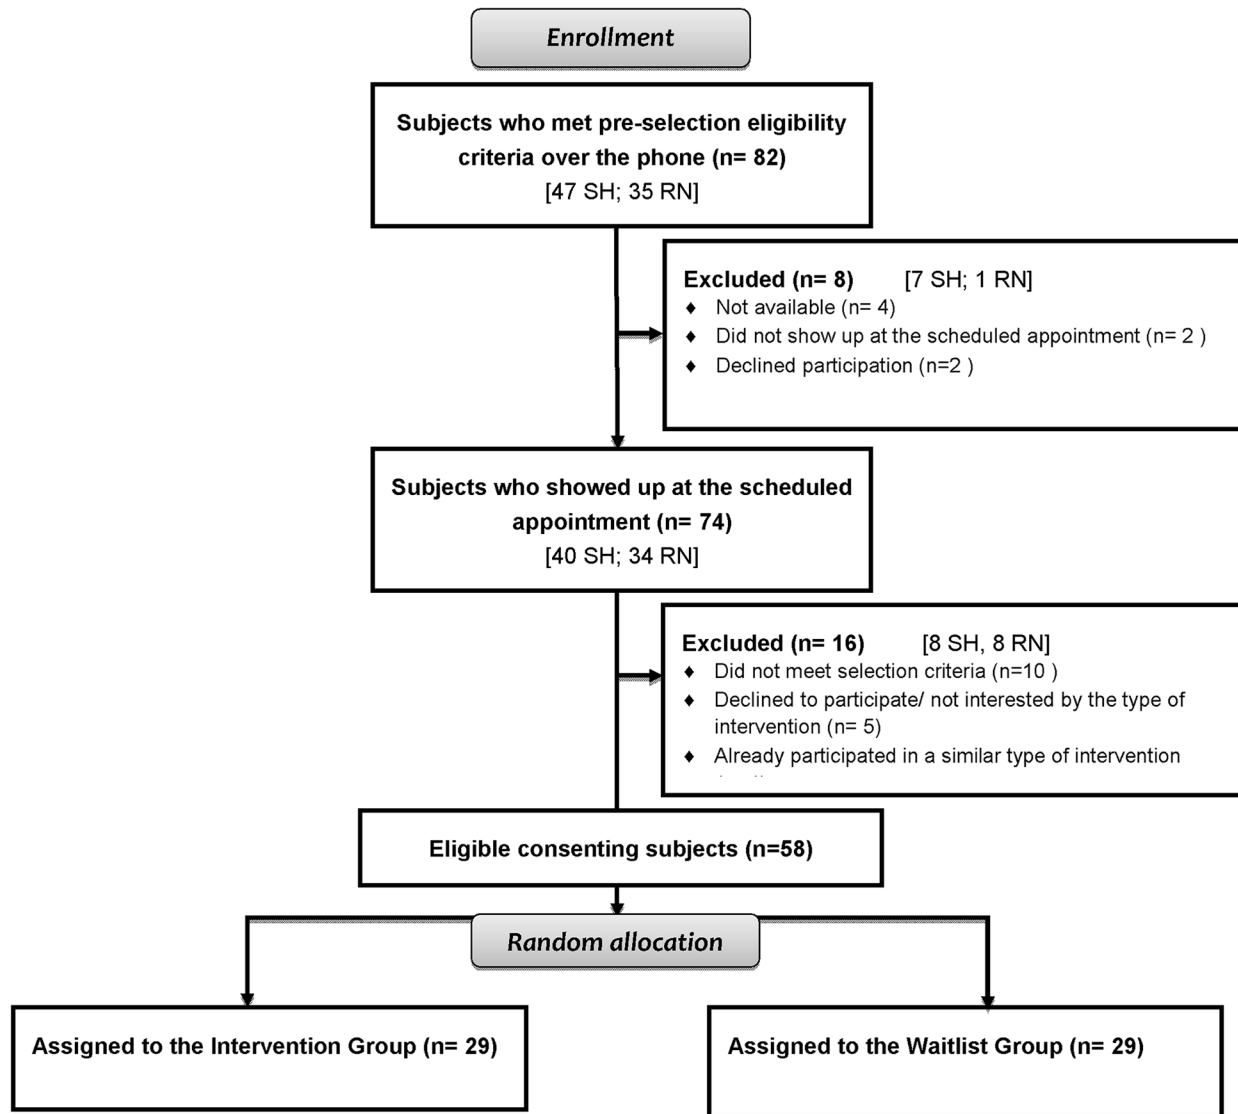 Enrollment
Subjects who met pre-selection eligibility
criteria over the phone (n= 82)
[47 SH; 35 RN]
Excluded (n= 8) [7 SH; 1 RN]
♦ Not available (n= 4)
♦ Did not show up at the scheduled appointment (n= 2 )
♦ Declined participation (n=2 )
Subjects who showed up at the scheduled
appointment (n= 74)
[40 SH; 34 RN]
Excluded (n= 16) [8 SH, 8 RN]
♦ Did not meet selection criteria (n=10 )
♦ Declined to participate/ not interested by the type of
intervention (n= 5)
♦ Already participated in a similar type of intervention
Eligible consenting subjects (n=58)
Random allocation
Assigned to the Intervention Group (n= 29)
Assigned to the Waitlist Group (n= 29)